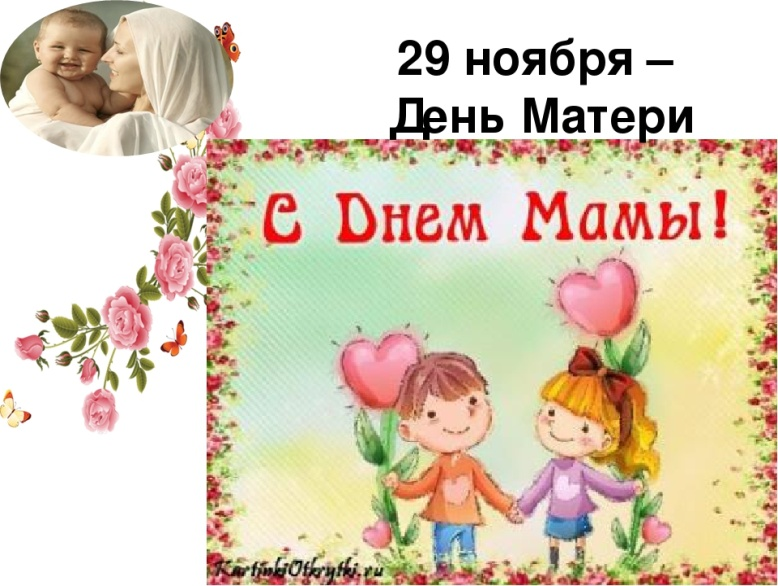 29 ноября –
День Матери
С Днем Мамы!
KartinkiOtkrytki.ru